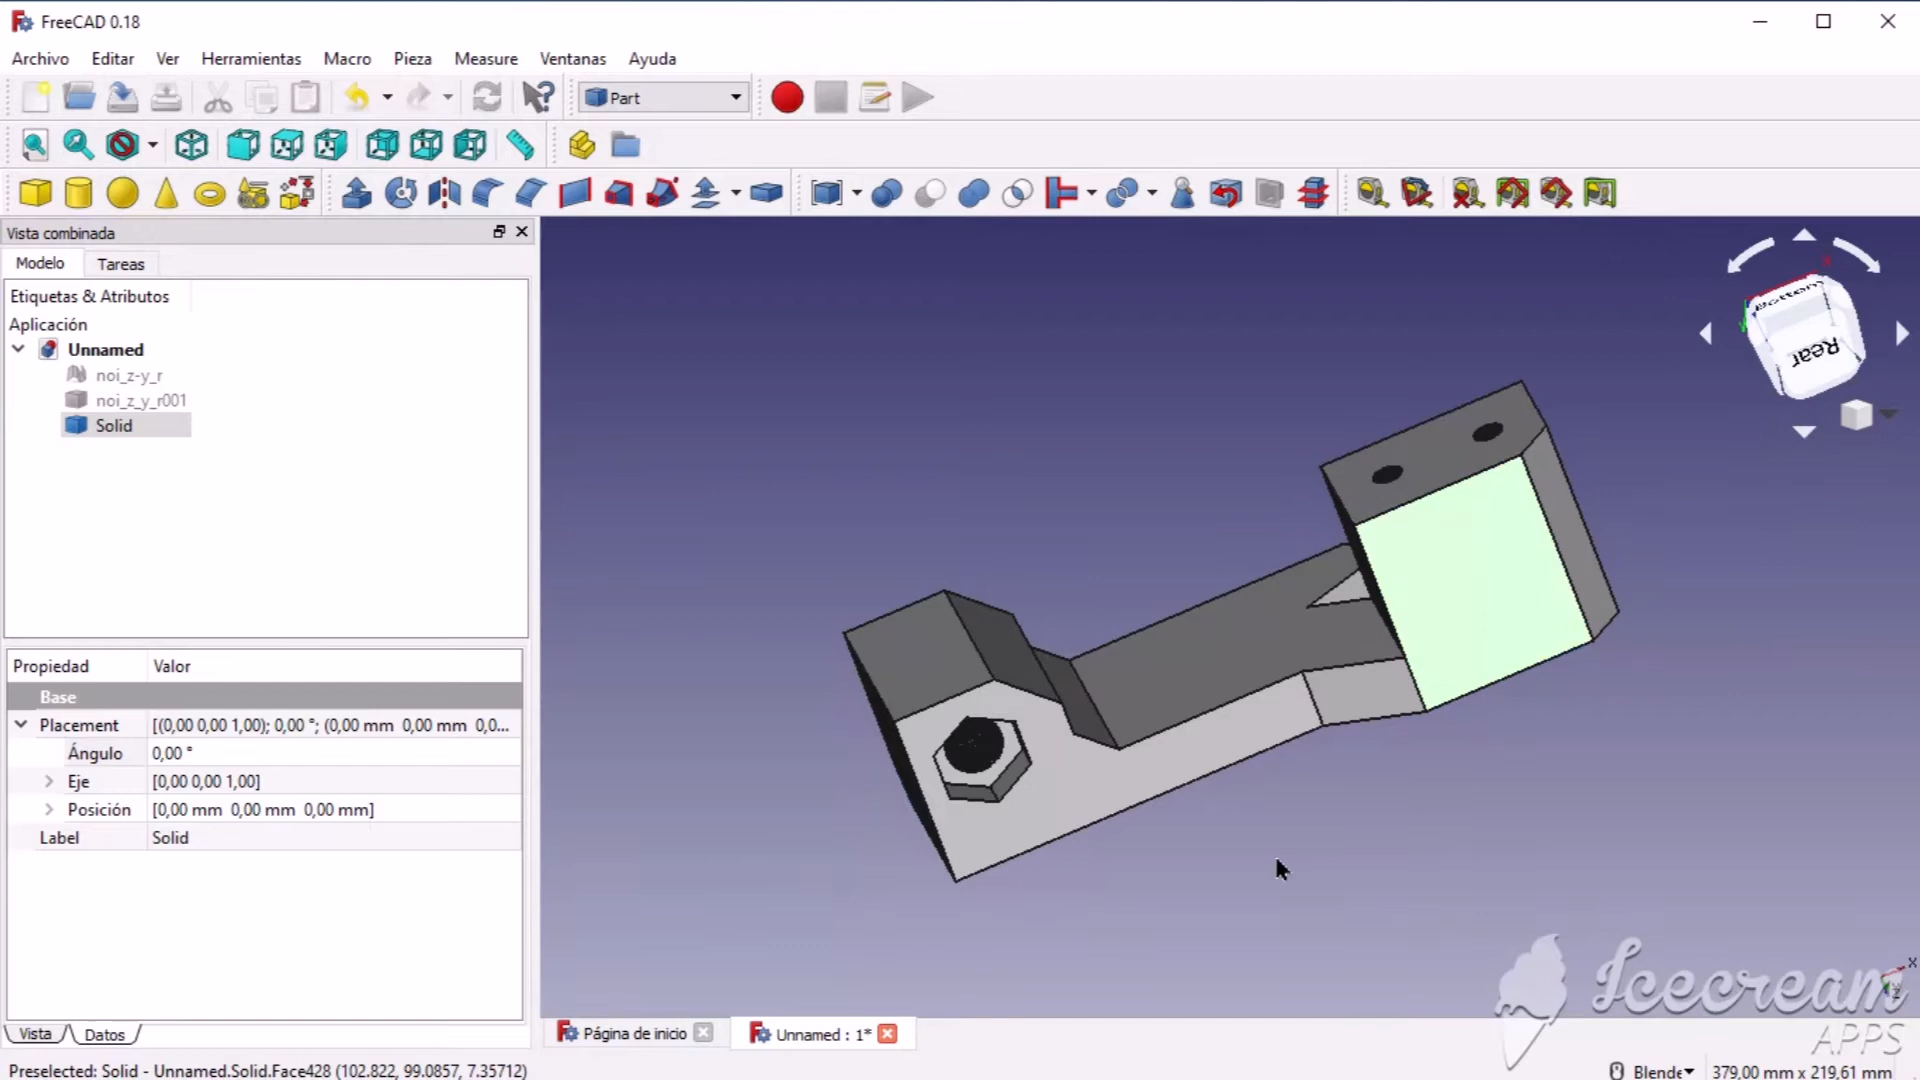 FreeCAD 0.18
Archivo Editar Ver Herramientas Macro Pieza Measure Ventanas Ayuda
Part
Vista combinada
Modelo Tareas
Etiquetas & Atributos
Aplicación
Unnamed
noi_z-y_r
noi_z_y_r001
Solid
Propiedad Valor
Base
Placement [(0,00 0,00 1,00); 0,00 °; (0,00 mm 0,00 mm 0,0...
Ángulo 0,00 °
Eje [0,00 0,00 1,00]
Posición [0,00 mm 0,00 mm 0,00 mm]
Label Solid
Vista Datos
Bottom
Rear
X
Z
Página de inicio Unnamed : 1*
Icecream
APPS
Preselected: Solid - Unnamed.Solid.Face428 (102.822, 99.0857, 7.35712)
Blende 379,00 mm x 219,61 mm